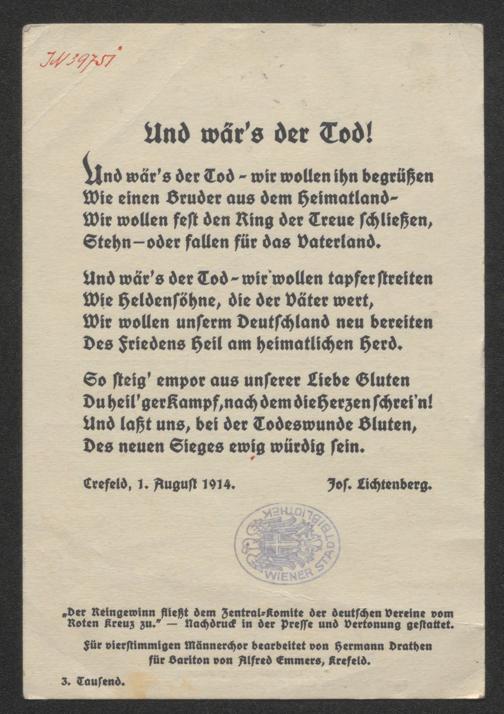 IN 39751
Und wär's der Tod!
Und wär's der Tod - wir wollen ihn begrüßen
Wie einen Bruder aus dem Heimatland-
Wir wollen fest den Ring der Treue schließen,
Stehn—oder fallen für das Vaterland.
Und wär's der Tod-wir wollen tapfer streiten
Wie Heldensöhne, die der Väter wert,
Wir wollen unserm Deutschland neu bereiten
Des Friedens Heil am heimatlichen Herd.
So steig' empor aus unserer Liebe Gluten
Du heil'ger Kampf, nach dem die Herzen schrei'n!
Und laßt uns, bei der Todeswunde Bluten,
Des neuen Sieges ewig würdig sein.
Crefeld, 1. August 1914. Jos. Lichtenberg.
WIENER STADTBIBLIOTHEK
„Der Reingewinn fließt dem Zentral-Komite der deutschen Vereine vom
Roten Kreuz zu." — Nachdruck in der Presse und Vertonung gestattet.
Für vierstimmigen Männerchor bearbeitet von Hermann Drathen
für Bariton von Alfred Emmers, Krefeld.
3. Tausend.